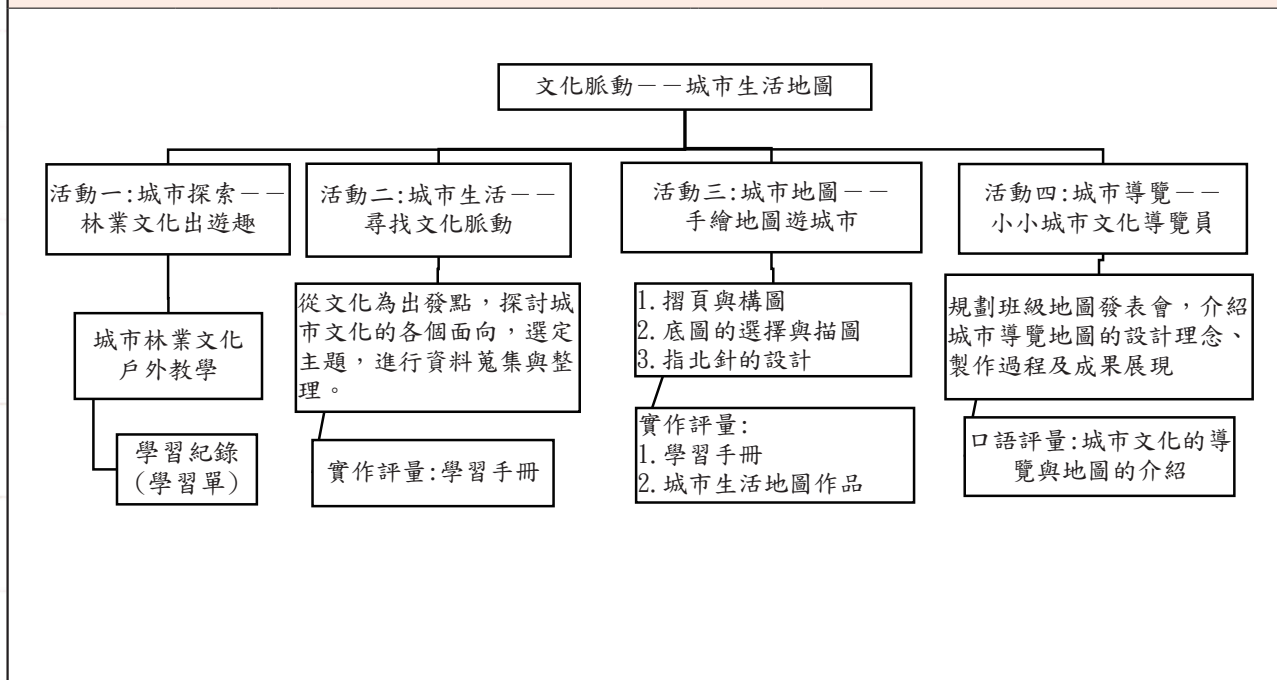 文化脈動－－城市生活地圖
活動一:城市探索－－
林業文化出遊趣
城市林業文化
戶外教學
學習紀錄
(學習單)
活動二:城市生活－－
尋找文化脈動
從文化為出發點，探討城
市文化的各個面向，選定
主題，進行資料蒐集與整
理。
實作評量:學習手冊
活動三:城市地圖－－
手繪地圖遊城市
1.摺頁與構圖
2.底圖的選擇與描圖
3.指北針的設計
實作評量:
1.學習手冊
2.城市生活地圖作品
活動四:城市導覽－－
小小城市文化導覽員
規劃班級地圖發表會，介紹
城市導覽地圖的設計理念、
製作過程及成果展現
口語評量:城市文化的導
覽與地圖的介紹